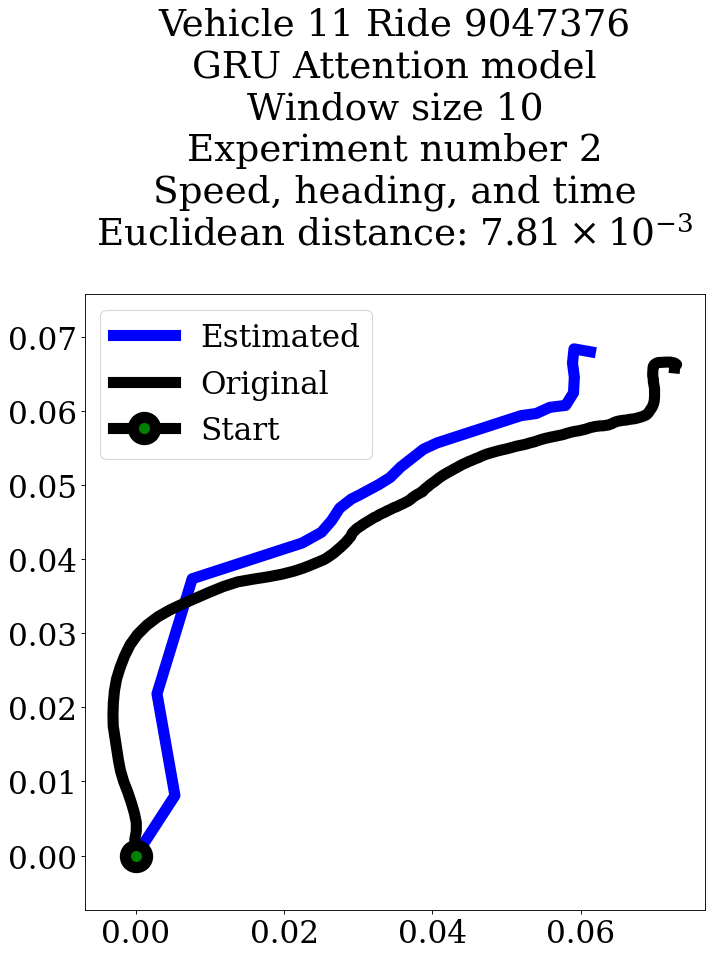 Vehicle 11 Ride 9047376
GRU Attention model
Window size 10
Experiment number 2
Speed, heading, and time
Euclidean distance: 7.81 × 10⁻³
Estimated
Original
Start
0.07
0.06
0.05
0.04
0.03
0.02
0.01
0.00
0.00 0.02 0.04 0.06